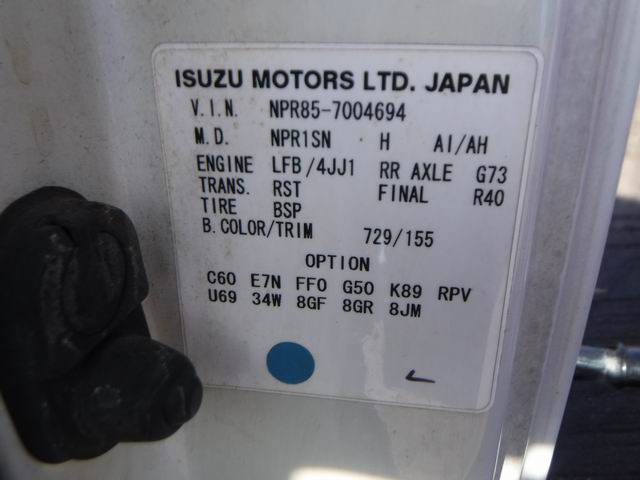 ISUZU MOTORS LTD. JAPAN
V.I.N. NPR85-7004694
M.D. NPR1SN H AI/AH
ENGINE LFB/4JJ1 RR AXLE G73
TRANS. RST FINAL R40
TIRE BSP
B.COLOR/TRIM 729/155
OPTION
C60 E7N FF0 G50 K89 RPV
U69 34W 8GF 8GR 8JM